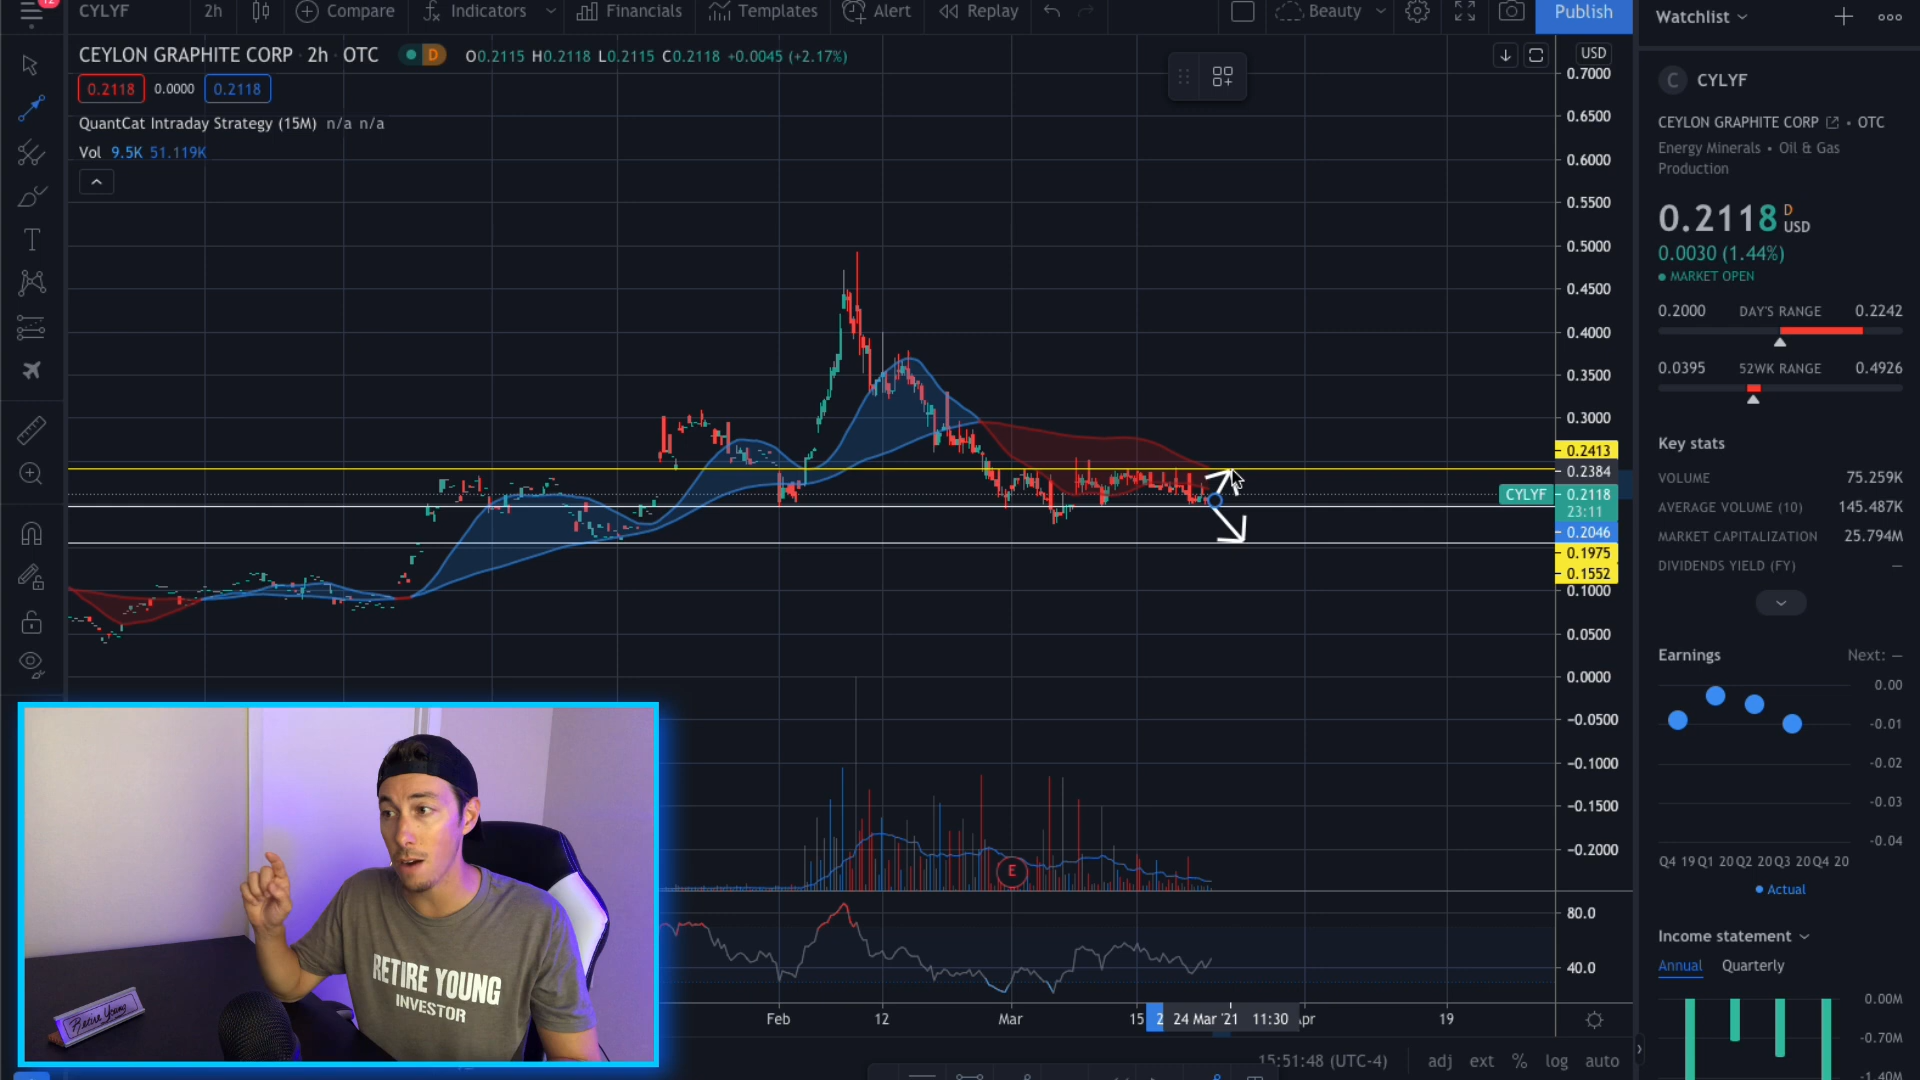 12
CYLYF
2h
Compare
Indicators
Financials
Templates
Alert
Replay
Beauty
Publish
Watchlist
CEYLON GRAPHITE CORP · 2h · OTC
D
O0.2115 H0.2118 L0.2115 C0.2118 +0.0045 (+2.17%)
0.2118 0.0000 0.2118
QuantCat Intraday Strategy (15M) n/a n/a
Vol 9.5K 51.119K
USD
0.7000
0.6500
0.6000
0.5500
0.5000
0.4500
0.4000
0.3500
0.3000
0.2413
0.2384
CYLYF 0.2118
23:11
0.2046
0.1975
0.1552
0.1000
0.0500
0.0000
-0.0500
-0.1000
-0.1500
-0.2000
E
80.0
40.0
Feb 12 Mar 15 24 Mar '21 11:30 19
15:51:48 (UTC-4) adj ext % log auto
C CYLYF
CEYLON GRAPHITE CORP • OTC
Energy Minerals • Oil & Gas
Production
0.2118 D USD
0.0030 (1.44%)
MARKET OPEN
0.2000 DAY'S RANGE 0.2242
0.0395 52WK RANGE 0.4926
Key stats
VOLUME 75.259K
AVERAGE VOLUME (10) 145.487K
MARKET CAPITALIZATION 25.794M
DIVIDENDS YIELD (FY) —
Earnings Next: —
0.00
-0.01
-0.02
-0.03
-0.04
Q4 19 Q1 20 Q2 20 Q3 20 Q4 20
Actual
Income statement
Annual Quarterly
0.00M
-0.70M
-1.40M
RETIRE YOUNG
INVESTOR
Retire Young